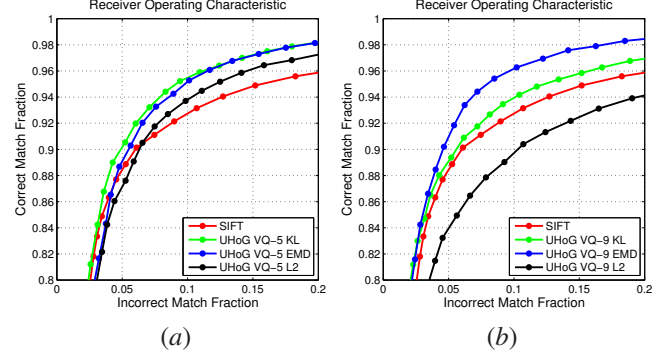 Receiver Operating Characteristic
1
0.98
0.96
0.94
0.92
0.9
0.88
0.86
0.84
0.82
0.8
Correct Match Fraction
0
0.05
0.1
0.15
0.2
Incorrect Match Fraction
SIFT
UHoG VQ-5 KL
UHoG VQ-5 EMD
UHoG VQ-5 L2
(a)
Receiver Operating Characteristic
1
0.98
0.96
0.94
0.92
0.9
0.88
0.86
0.84
0.82
0.8
Correct Match Fraction
0
0.05
0.1
0.15
0.2
Incorrect Match Fraction
SIFT
UHoG VQ-9 KL
UHoG VQ-9 EMD
UHoG VQ-9 L2
(b)